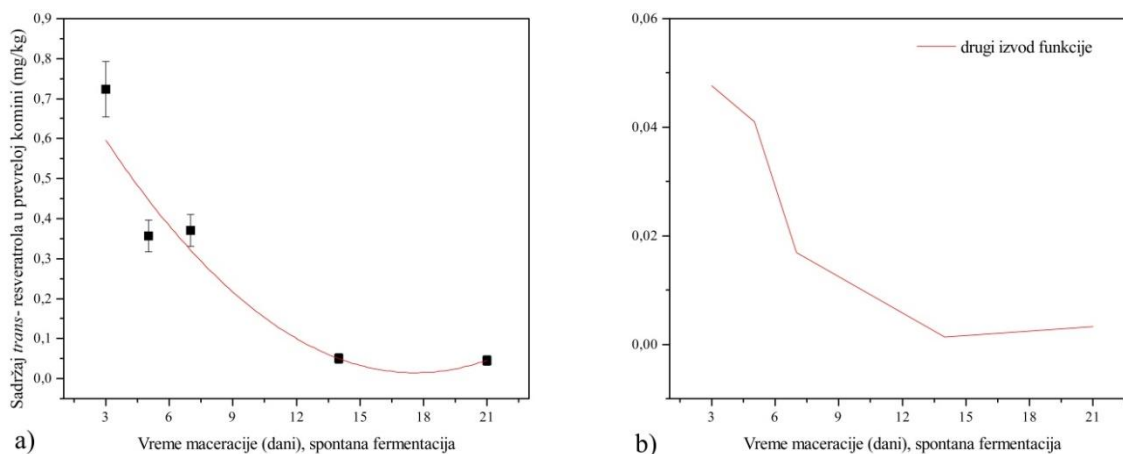 Sadržaj trans- resveratrola u prevreloj komini (mg/kg)
0,9
0,8
0,7
0,6
0,5
0,4
0,3
0,2
0,1
0,0
3 6 9 12 15 18 21
Vreme maceracije (dani), spontana fermentacija
a)
0,06
0,04
0,02
0,00
drugi izvod funkcije
3 6 9 12 15 18 21
Vreme maceracije (dani), spontana fermentacija
b)